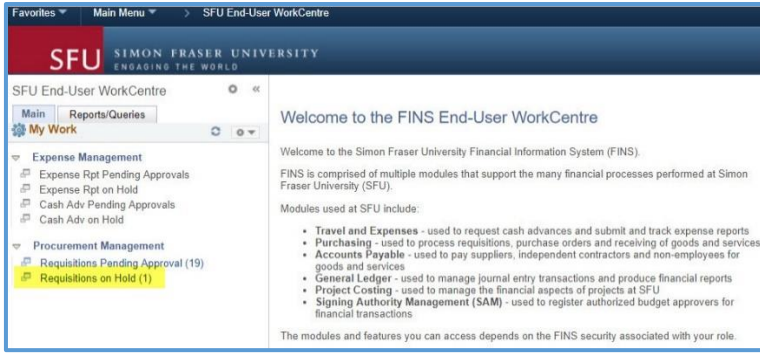 Favorites Main Menu > SFU End-User WorkCentre
SFU SIMON FRASER UNIVERSITY
ENGAGING THE WORLD
SFU End-User WorkCentre «
Main Reports/Queries
My Work
Expense Management
Expense Rpt Pending Approvals
Expense Rpt on Hold
Cash Adv Pending Approvals
Cash Adv on Hold
Procurement Management
Requisitions Pending Approval (19)
Requisitions on Hold (1)
Welcome to the FINS End-User WorkCentre
Welcome to the Simon Fraser University Financial Information System (FINS).
FINS is comprised of multiple modules that support the many financial processes performed at Simon
Fraser University (SFU).
Modules used at SFU include:
• Travel and Expenses - used to request cash advances and submit and track expense reports
• Purchasing - used to process requisitions, purchase orders and receiving of goods and services
• Accounts Payable - used to pay suppliers, independent contractors and non-employees for
goods and services
• General Ledger - used to manage journal entry transactions and produce financial reports
• Project Costing - used to manage the financial aspects of projects at SFU
• Signing Authority Management (SAM) - used to register authorized budget approvers for
financial transactions
The modules and features you can access depends on the FINS security associated with your role.